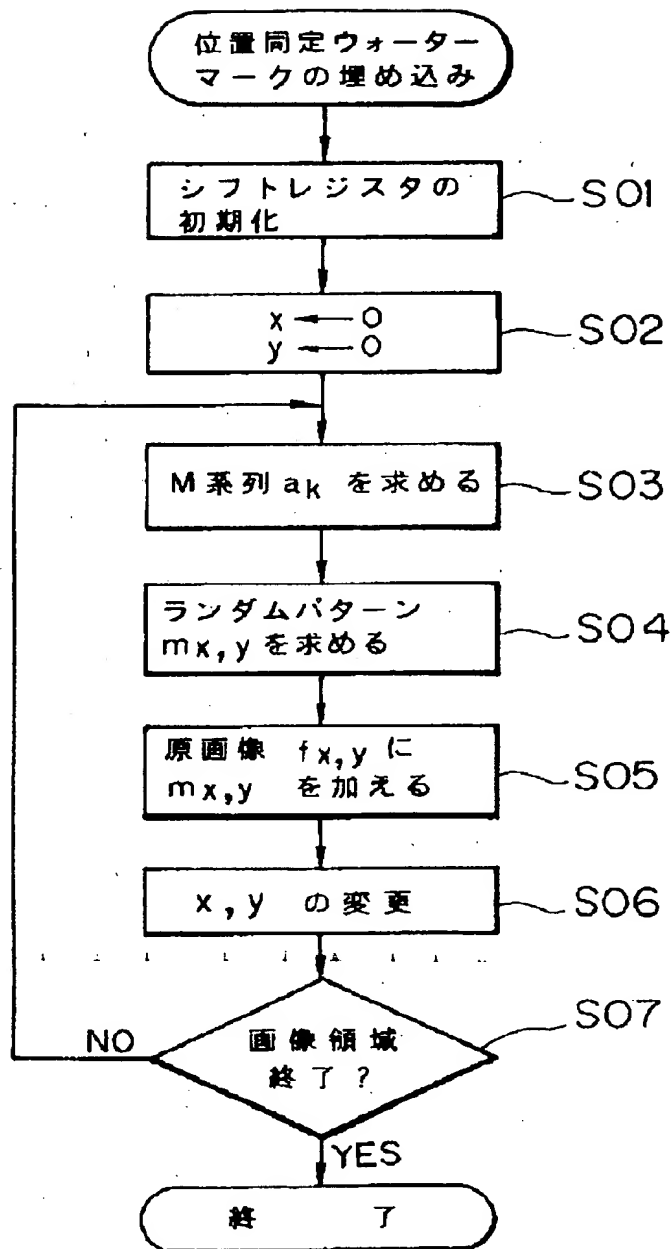 位置同定ウォーター
マークの埋め込み
シフトレジスタの
初期化
S01
x ← 0
y ← 0
S02
M系列 ak を求める
S03
ランダムパターン
mx,y を求める
S04
原画像 fx,y に
mx,y を加える
S05
x,y の変更
S06
画像領域
終了?
S07
NO
YES
終 了